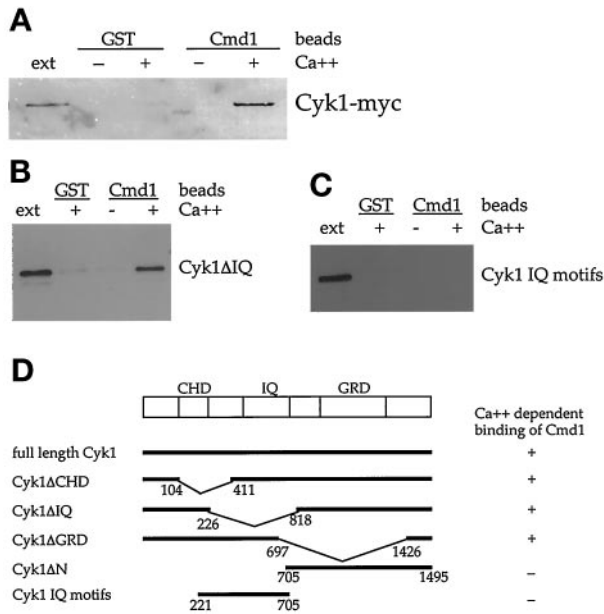 A
GST Cmd1 beads
ext – + – + Ca++
Cyk1-myc
B
GST Cmd1 beads
ext + - + Ca++
Cyk1ΔIQ
C
GST Cmd1 beads
ext + - + Ca++
Cyk1 IQ motifs
D
CHD IQ GRD
Ca++ dependent
binding of Cmd1
full length Cyk1 +
Cyk1ΔCHD 104 411 +
Cyk1ΔIQ 226 818 +
Cyk1ΔGRD 697 1426 +
Cyk1ΔN 705 1495 –
Cyk1 IQ motifs 221 705 –